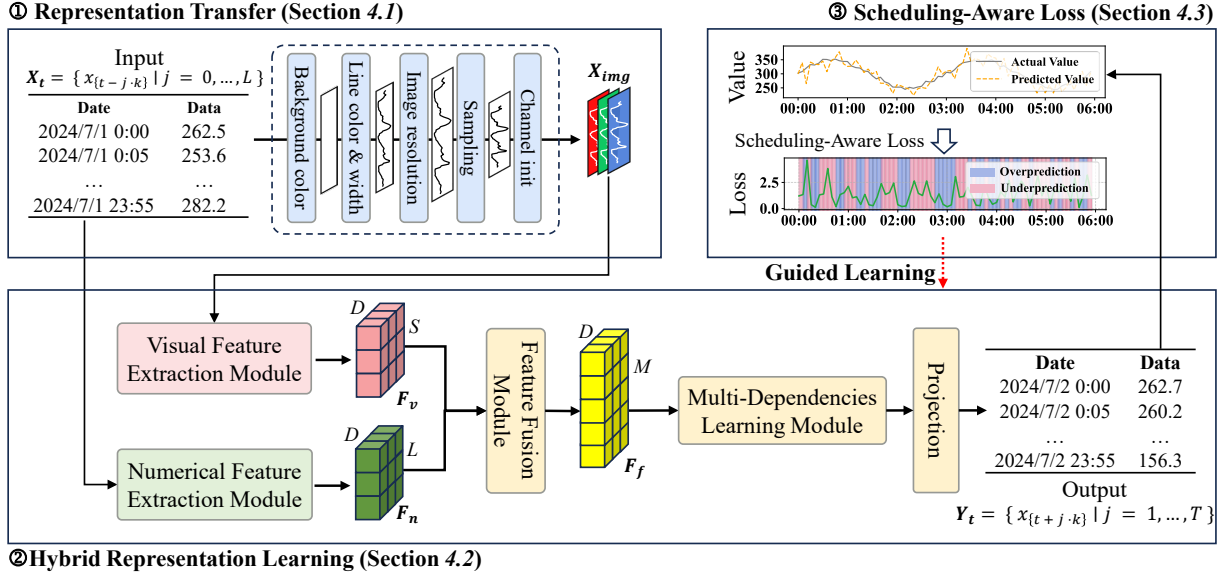 ① Representation Transfer (Section 4.1)
Input
X_t = { x_{t − j·k} | j = 0, ..., L }
Date Data
2024/7/1 0:00 262.5
2024/7/1 0:05 253.6
... ...
2024/7/1 23:55 282.2
Background color
Line color & width
Image resolution
Sampling
Channel init
X_img
③ Scheduling-Aware Loss (Section 4.3)
Value
350
300
250
Actual Value
Predicted Value
00:00 01:00 02:00 03:00 04:00 05:00 06:00
Scheduling-Aware Loss
Loss
2.5
0.0
Overprediction
Underprediction
00:00 01:00 02:00 03:00 04:00 05:00 06:00
Guided Learning
Visual Feature
Extraction Module
D
S
F_v
Numerical Feature
Extraction Module
D
L
F_n
Feature Fusion
Module
D
M
F_f
Multi-Dependencies
Learning Module
Projection
Date Data
2024/7/2 0:00 262.7
2024/7/2 0:05 260.2
... ...
2024/7/2 23:55 156.3
Output
Y_t = { x_{t + j·k} | j = 1, ..., T }
②Hybrid Representation Learning (Section 4.2)